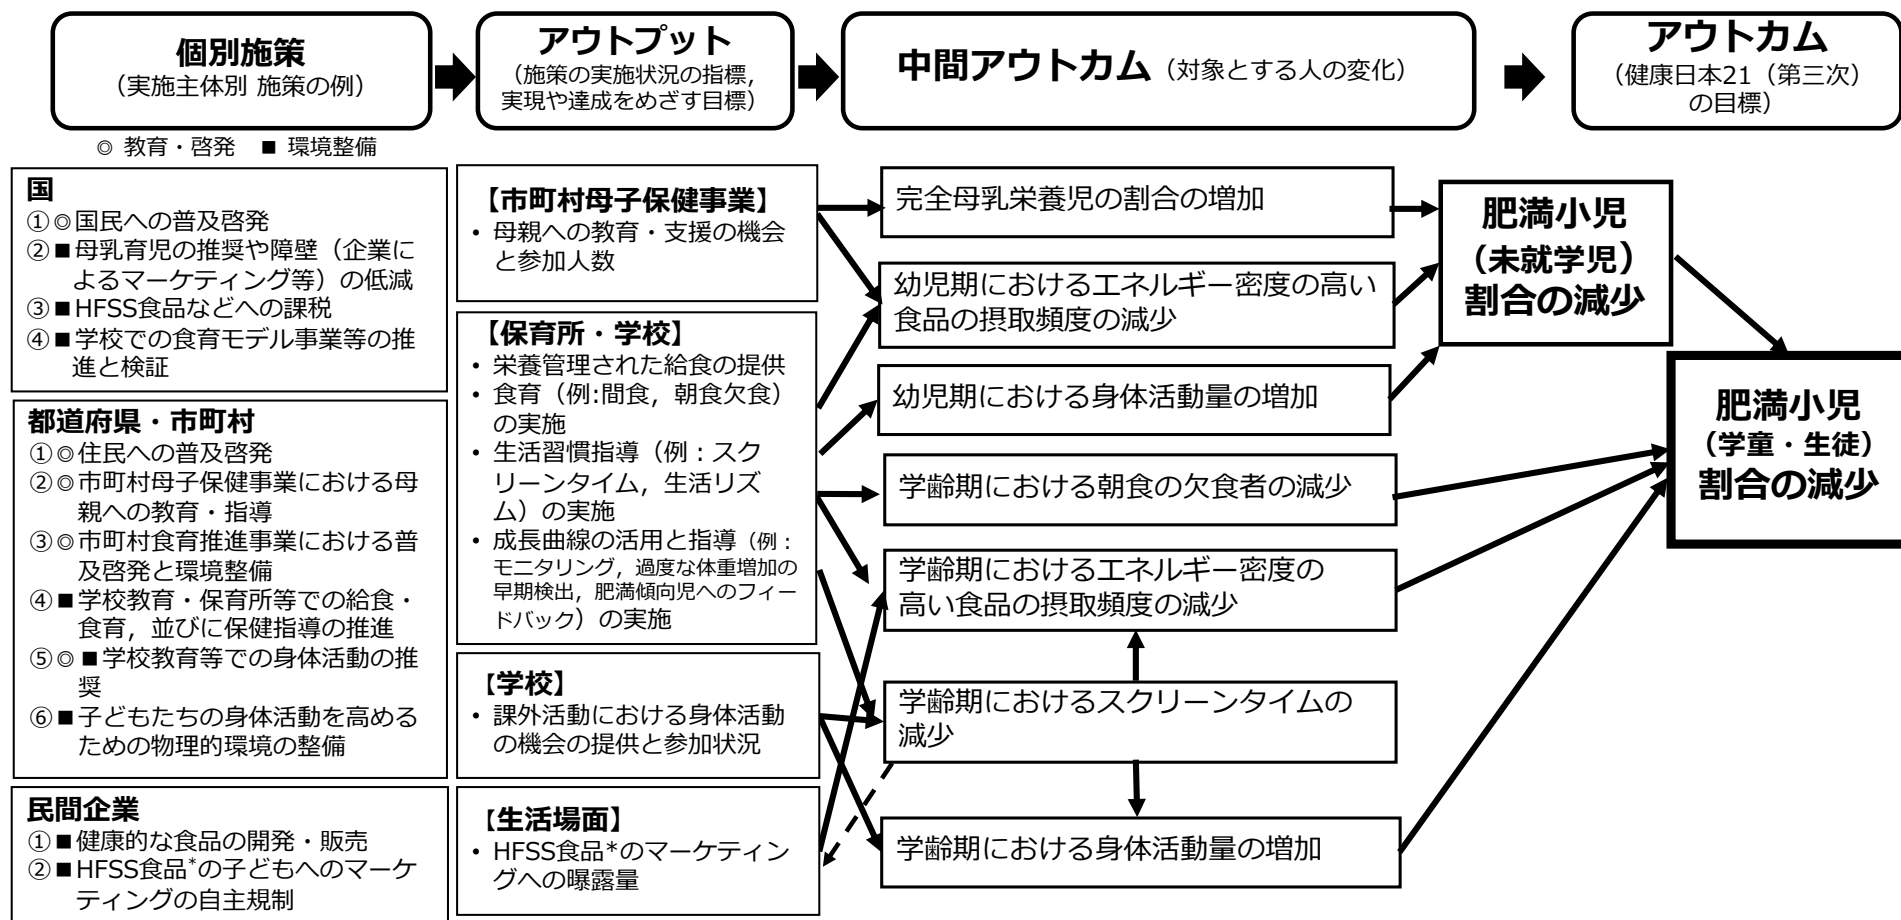 個別施策
（実施主体別 施策の例）
アウトプット
（施策の実施状況の指標，
実現や達成をめざす目標）
中間アウトカム（対象とする人の変化）
アウトカム
（健康日本21（第三次）
の目標）
◎ 教育・啓発 ■ 環境整備
国
①◎国民への普及啓発
②■母乳育児の推奨や障壁（企業に
よるマーケティング等）の低減
③■HFSS食品などへの課税
④■学校での食育モデル事業等の推
進と検証
都道府県・市町村
①◎住民への普及啓発
②◎市町村母子保健事業における母
親への教育・指導
③◎市町村食育推進事業における普
及啓発と環境整備
④■学校教育・保育所等での給食・
食育，並びに保健指導の推進
⑤◎■学校教育等での身体活動の推
奨
⑥■子どもたちの身体活動を高める
ための物理的環境の整備
民間企業
①■健康的な食品の開発・販売
②■HFSS食品*の子どもへのマーケ
ティングの自主規制
【市町村母子保健事業】
• 母親への教育・支援の機会
と参加人数
【保育所・学校】
• 栄養管理された給食の提供
• 食育（例:間食，朝食欠食）
の実施
• 生活習慣指導（例：スク
リーンタイム，生活リズ
ム）の実施
• 成長曲線の活用と指導（例：
モニタリング，過度な体重増加の
早期検出，肥満傾向児へのフィー
ドバック）の実施
【学校】
• 課外活動における身体活動
の機会の提供と参加状況
【生活場面】
• HFSS食品*のマーケティン
グへの曝露量
完全母乳栄養児の割合の増加
幼児期におけるエネルギー密度の高い
食品の摂取頻度の減少
幼児期における身体活動量の増加
学齢期における朝食の欠食者の減少
学齢期におけるエネルギー密度の
高い食品の摂取頻度の減少
学齢期におけるスクリーンタイムの
減少
学齢期における身体活動量の増加
肥満小児
（未就学児）
割合の減少
肥満小児
（学童・生徒）
割合の減少